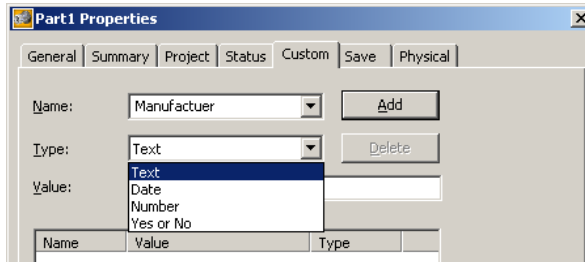 Part1 Properties
General Summary Project Status Custom Save Physical
Name: Manufactuer Add
Type: Text Delete
Text
Value: Date
Number
Yes or No
Name Value Type